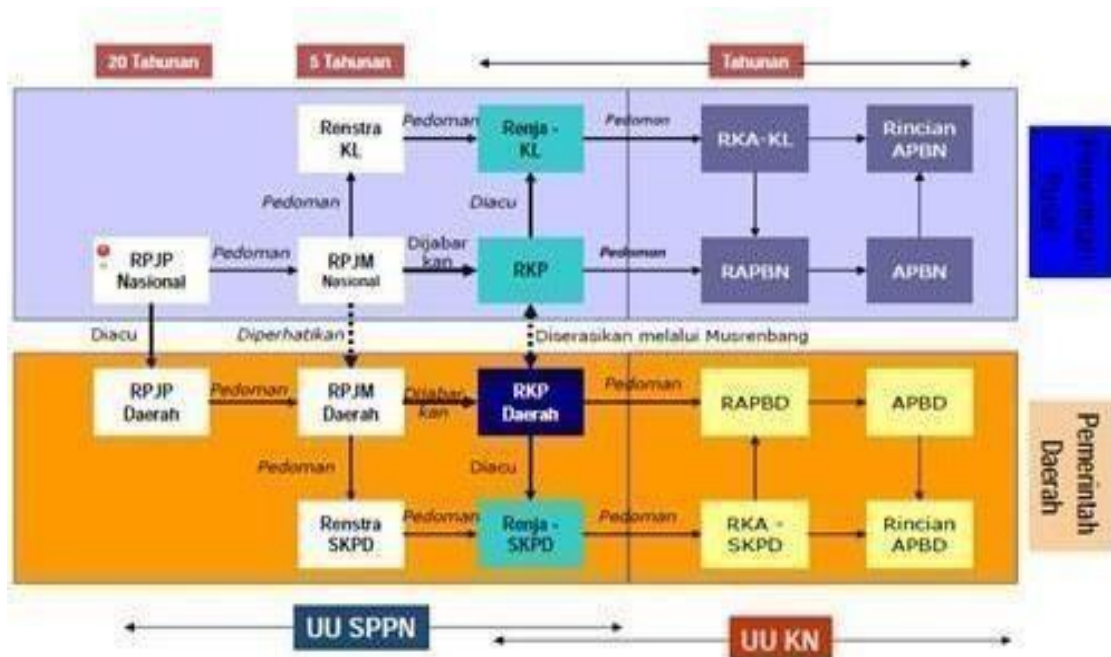 20 Tahunan
5 Tahunan
Tahunan
Renstra
KL
Pedoman
Renja -
KL
Pedoman
RKA-KL
Rincian
APBN
Pedoman
Diacu
RPJP
Nasional
Pedoman
RPJM
Nasional
Dijabar
kan
RKP
Pedoman
RAPBN
APBN
Pemerintah
Pusat
Diacu
Diperhatikan
Diserasikan melalui Musrenbang
RPJP
Daerah
Pedoman
RPJM
Daerah
Dijabar
kan
RKP
Daerah
Pedoman
RAPBD
APBD
Pemerintah
Daerah
Pedoman
Diacu
Renstra
SKPD
Pedoman
Renja -
SKPD
Pedoman
RKA -
SKPD
Rincian
APBD
UU SPPN
UU KN